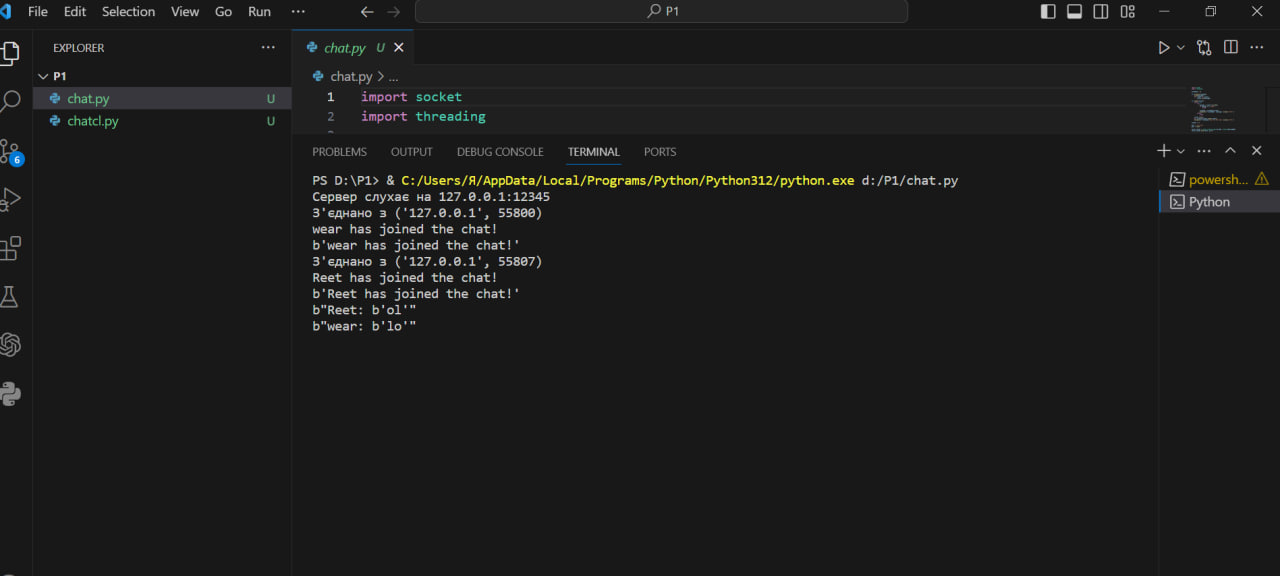 File Edit Selection View Go Run ··· P1
EXPLORER ···
P1
chat.py U
chatcl.py U
chat.py U
chat.py > ...
1 import socket
2 import threading
3
PROBLEMS OUTPUT DEBUG CONSOLE TERMINAL PORTS
PS D:\P1> & C:/Users/Я/AppData/Local/Programs/Python/Python312/python.exe d:/P1/chat.py
Сервер слухає на 127.0.0.1:12345
З'єднано з ('127.0.0.1', 55800)
wear has joined the chat!
b'wear has joined the chat!'
З'єднано з ('127.0.0.1', 55807)
Reet has joined the chat!
b'Reet has joined the chat!'
b"Reet: b'ol'"
b"wear: b'lo'"
powersh...
Python
6